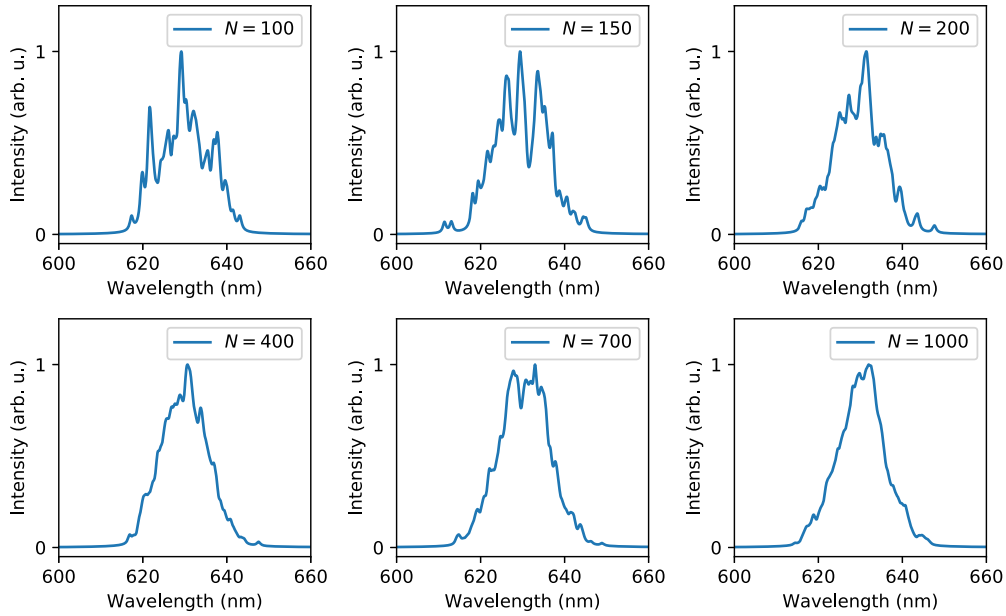 N = 100
Intensity (arb. u.)
1
0
600 620 640 660
Wavelength (nm)
N = 150
Intensity (arb. u.)
1
0
600 620 640 660
Wavelength (nm)
N = 200
Intensity (arb. u.)
1
0
600 620 640 660
Wavelength (nm)
N = 400
Intensity (arb. u.)
1
0
600 620 640 660
Wavelength (nm)
N = 700
Intensity (arb. u.)
1
0
600 620 640 660
Wavelength (nm)
N = 1000
Intensity (arb. u.)
1
0
600 620 640 660
Wavelength (nm)